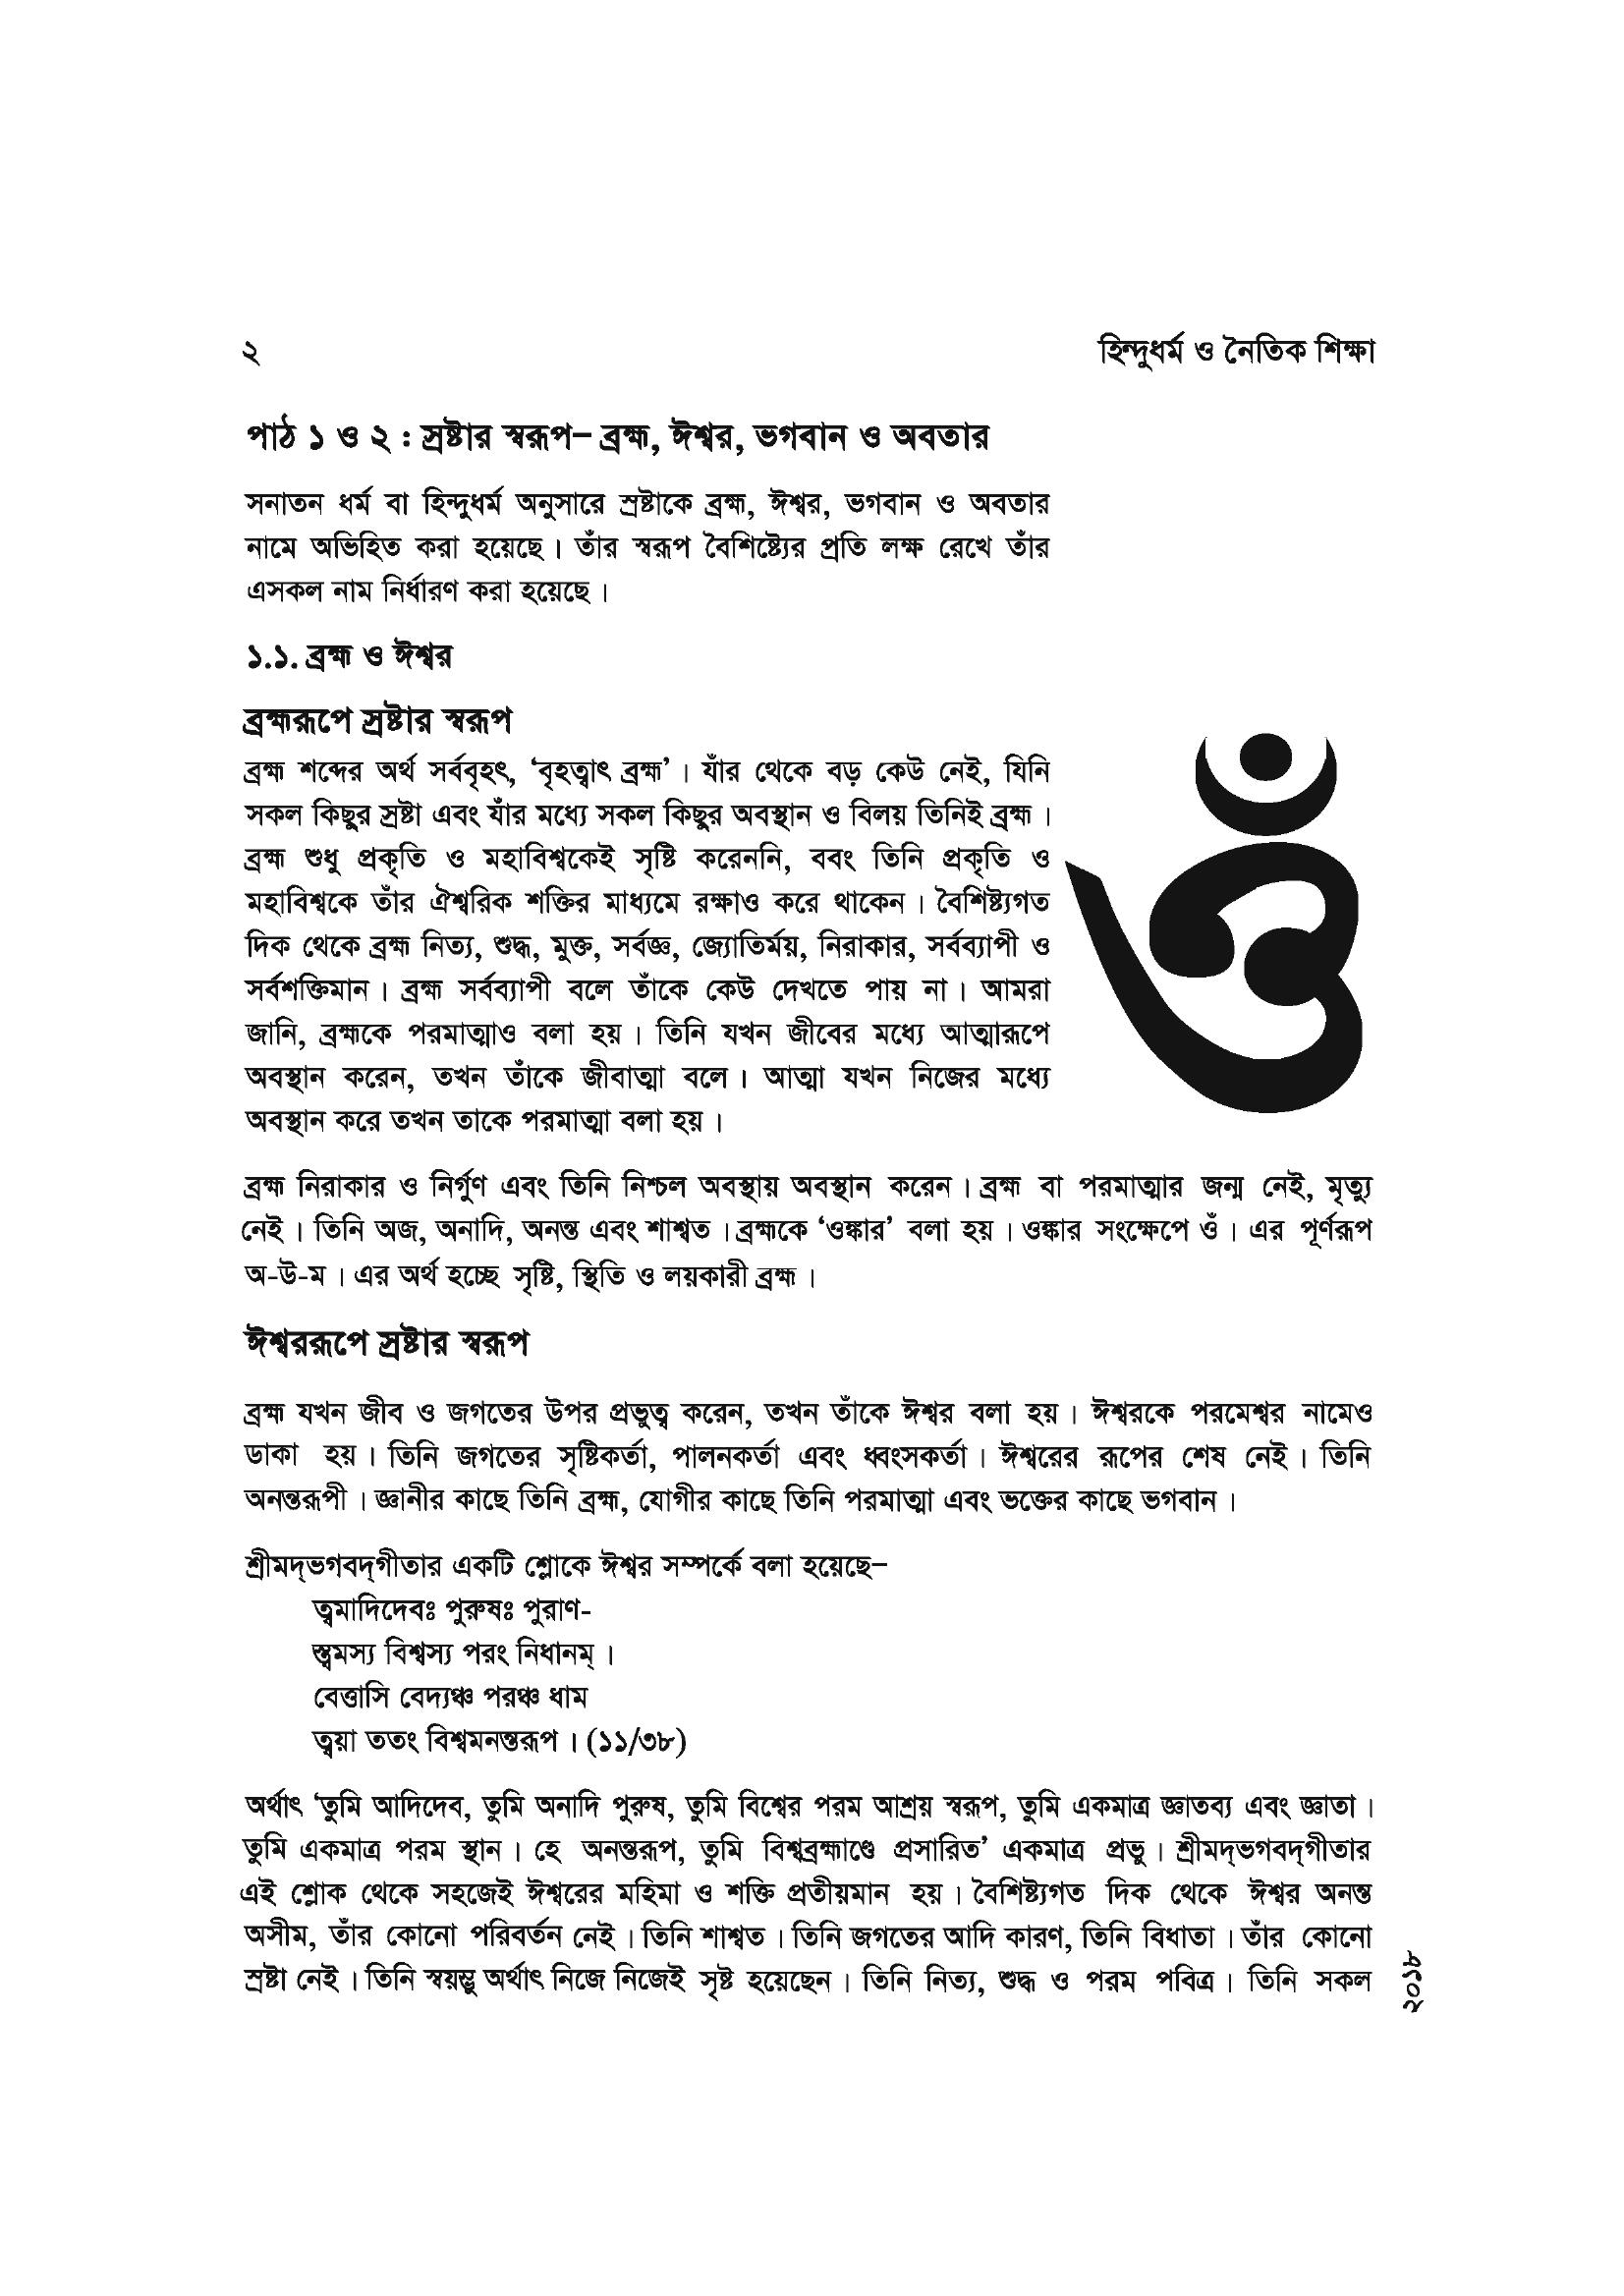 ২
হিন্দুধর্ম ও নৈতিক শিক্ষা
পাঠ ১ ও ২ : স্রষ্টার স্বরূপ– ব্রহ্ম, ঈশ্বর, ভগবান ও অবতার
সনাতন ধর্ম বা হিন্দুধর্ম অনুসারে স্রষ্টাকে ব্রহ্ম, ঈশ্বর, ভগবান ও অবতার
নামে অভিহিত করা হয়েছে। তাঁর স্বরূপ বৈশিষ্ট্যের প্রতি লক্ষ রেখে তাঁর
এসকল নাম নির্ধারণ করা হয়েছে।
১.১. ব্রহ্ম ও ঈশ্বর
ব্রহ্মরূপে স্রষ্টার স্বরূপ
ব্রহ্ম শব্দের অর্থ সর্ববৃহৎ, ‘বৃহত্বাৎ ব্রহ্ম’। যাঁর থেকে বড় কেউ নেই, যিনি
সকল কিছুর স্রষ্টা এবং যাঁর মধ্যে সকল কিছুর অবস্থান ও বিলয় তিনিই ব্রহ্ম।
ব্রহ্ম শুধু প্রকৃতি ও মহাবিশ্বকেই সৃষ্টি করেননি, ববং তিনি প্রকৃতি ও
মহাবিশ্বকে তাঁর ঐশ্বরিক শক্তির মাধ্যমে রক্ষাও করে থাকেন। বৈশিষ্ট্যগত
দিক থেকে ব্রহ্ম নিত্য, শুদ্ধ, মুক্ত, সর্বজ্ঞ, জ্যোতির্ময়, নিরাকার, সর্বব্যাপী ও
সর্বশক্তিমান। ব্রহ্ম সর্বব্যাপী বলে তাঁকে কেউ দেখতে পায় না। আমরা
জানি, ব্রহ্মকে পরমাত্মাও বলা হয়। তিনি যখন জীবের মধ্যে আত্মারূপে
অবস্থান করেন, তখন তাঁকে জীবাত্মা বলে। আত্মা যখন নিজের মধ্যে
অবস্থান করে তখন তাকে পরমাত্মা বলা হয়।
ওঁ
ব্রহ্ম নিরাকার ও নির্গুণ এবং তিনি নিশ্চল অবস্থায় অবস্থান করেন। ব্রহ্ম বা পরমাত্মার জন্ম নেই, মৃত্যু
নেই। তিনি অজ, অনাদি, অনন্ত এবং শাশ্বত। ব্রহ্মকে ‘ওঙ্কার’ বলা হয়। ওঙ্কার সংক্ষেপে ওঁ। এর পূর্ণরূপ
অ-উ-ম। এর অর্থ হচ্ছে সৃষ্টি, স্থিতি ও লয়কারী ব্রহ্ম।
ঈশ্বররূপে স্রষ্টার স্বরূপ
ব্রহ্ম যখন জীব ও জগতের উপর প্রভুত্ব করেন, তখন তাঁকে ঈশ্বর বলা হয়। ঈশ্বরকে পরমেশ্বর নামেও
ডাকা হয়। তিনি জগতের সৃষ্টিকর্তা, পালনকর্তা এবং ধ্বংসকর্তা। ঈশ্বরের রূপের শেষ নেই। তিনি
অনন্তরূপী। জ্ঞানীর কাছে তিনি ব্রহ্ম, যোগীর কাছে তিনি পরমাত্মা এবং ভক্তের কাছে ভগবান।
শ্রীমদ্‌ভগবদ্‌গীতার একটি শ্লোকে ঈশ্বর সম্পর্কে বলা হয়েছে–
ত্বমাদিদেবঃ পুরুষঃ পুরাণ-
স্ত্বমস্য বিশ্বস্য পরং নিধানম্।
বেত্তাসি বেদ্যঞ্চ পরঞ্চ ধাম
ত্বয়া ততং বিশ্বমনন্তরূপ। (১১/৩৮)
অর্থাৎ ‘তুমি আদিদেব, তুমি অনাদি পুরুষ, তুমি বিশ্বের পরম আশ্রয় স্বরূপ, তুমি একমাত্র জ্ঞাতব্য এবং জ্ঞাতা।
তুমি একমাত্র পরম স্থান। হে অনন্তরূপ, তুমি বিশ্বব্রহ্মাণ্ডে প্রসারিত’ একমাত্র প্রভু। শ্রীমদ্‌ভগবদ্‌গীতার
এই শ্লোক থেকে সহজেই ঈশ্বরের মহিমা ও শক্তি প্রতীয়মান হয়। বৈশিষ্ট্যগত দিক থেকে ঈশ্বর অনন্ত
অসীম, তাঁর কোনো পরিবর্তন নেই। তিনি শাশ্বত। তিনি জগতের আদি কারণ, তিনি বিধাতা। তাঁর কোনো
স্রষ্টা নেই। তিনি স্বয়ম্ভু অর্থাৎ নিজে নিজেই সৃষ্ট হয়েছেন। তিনি নিত্য, শুদ্ধ ও পরম পবিত্র। তিনি সকল
২০১৮